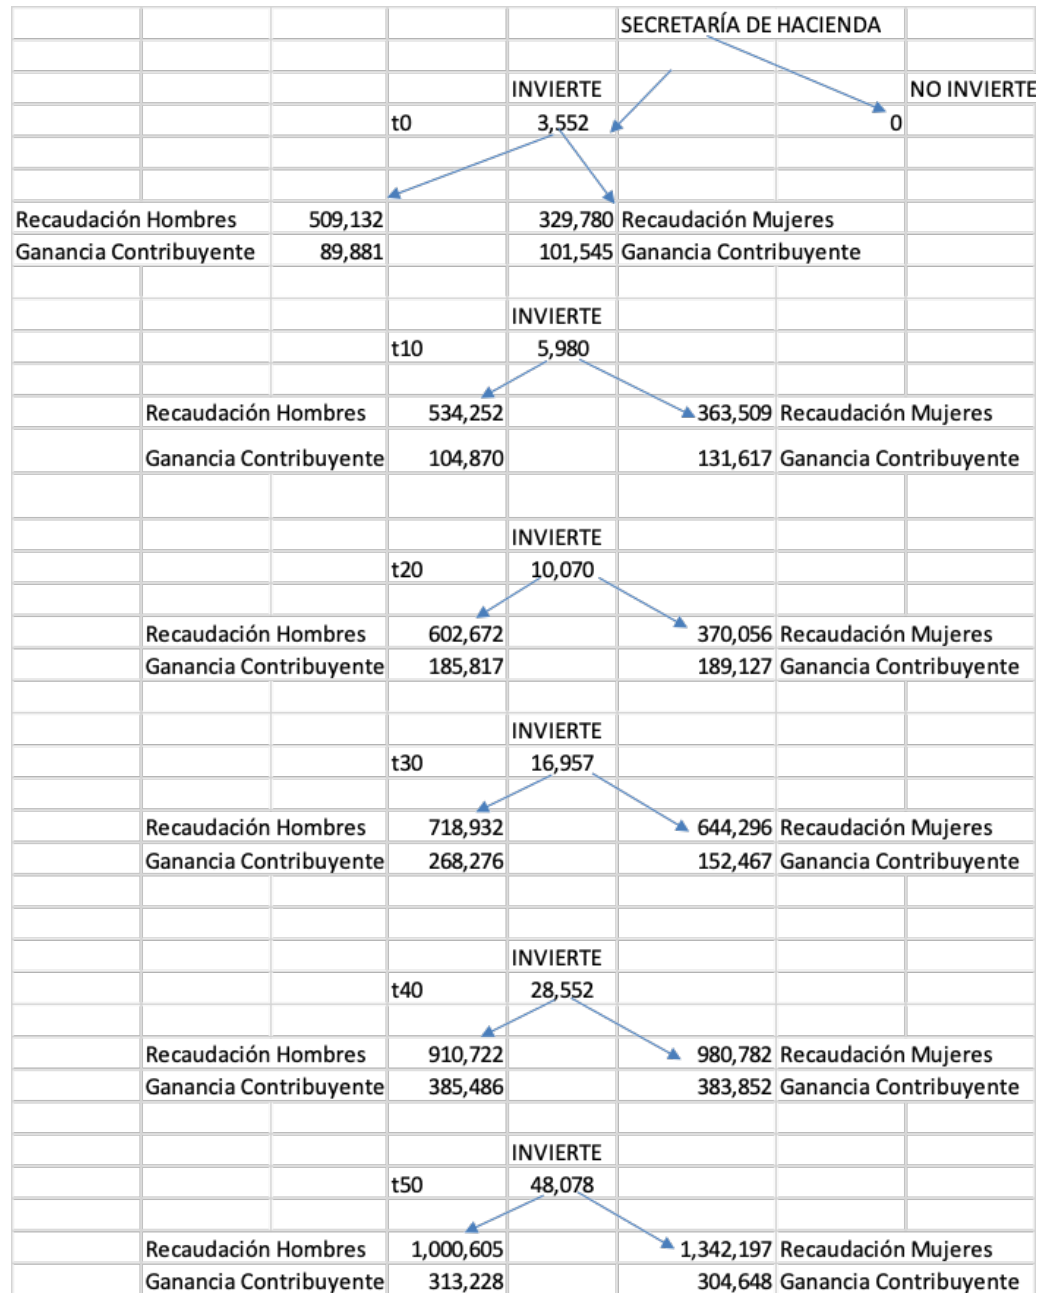 SECRETARÍA DE HACIENDA
INVIERTE NO INVIERTE
t0 3,552 0
Recaudación Hombres 509,132 329,780 Recaudación Mujeres
Ganancia Contribuyente 89,881 101,545 Ganancia Contribuyente
INVIERTE
t10 5,980
Recaudación Hombres 534,252 363,509 Recaudación Mujeres
Ganancia Contribuyente 104,870 131,617 Ganancia Contribuyente
INVIERTE
t20 10,070
Recaudación Hombres 602,672 370,056 Recaudación Mujeres
Ganancia Contribuyente 185,817 189,127 Ganancia Contribuyente
INVIERTE
t30 16,957
Recaudación Hombres 718,932 644,296 Recaudación Mujeres
Ganancia Contribuyente 268,276 152,467 Ganancia Contribuyente
INVIERTE
t40 28,552
Recaudación Hombres 910,722 980,782 Recaudación Mujeres
Ganancia Contribuyente 385,486 383,852 Ganancia Contribuyente
INVIERTE
t50 48,078
Recaudación Hombres 1,000,605 1,342,197 Recaudación Mujeres
Ganancia Contribuyente 313,228 304,648 Ganancia Contribuyente